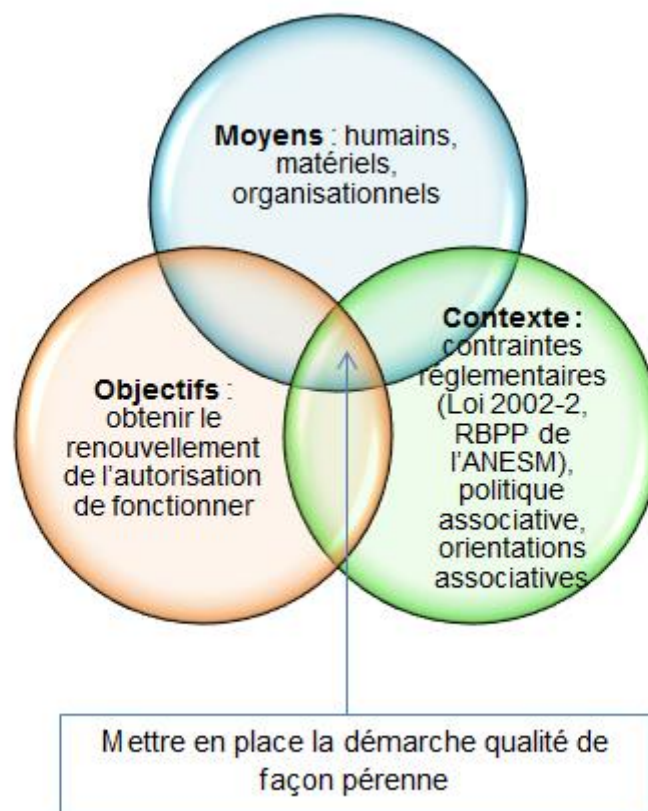 Moyens : humains,
matériels,
organisationnels
Objectifs :
obtenir le
renouvellement
de l'autorisation
de fonctionner
Contexte :
contraintes
réglementaires
(Loi 2002-2,
RBPP de
l'ANESM),
politique
associative,
orientations
associatives
Mettre en place la démarche qualité de
façon pérenne